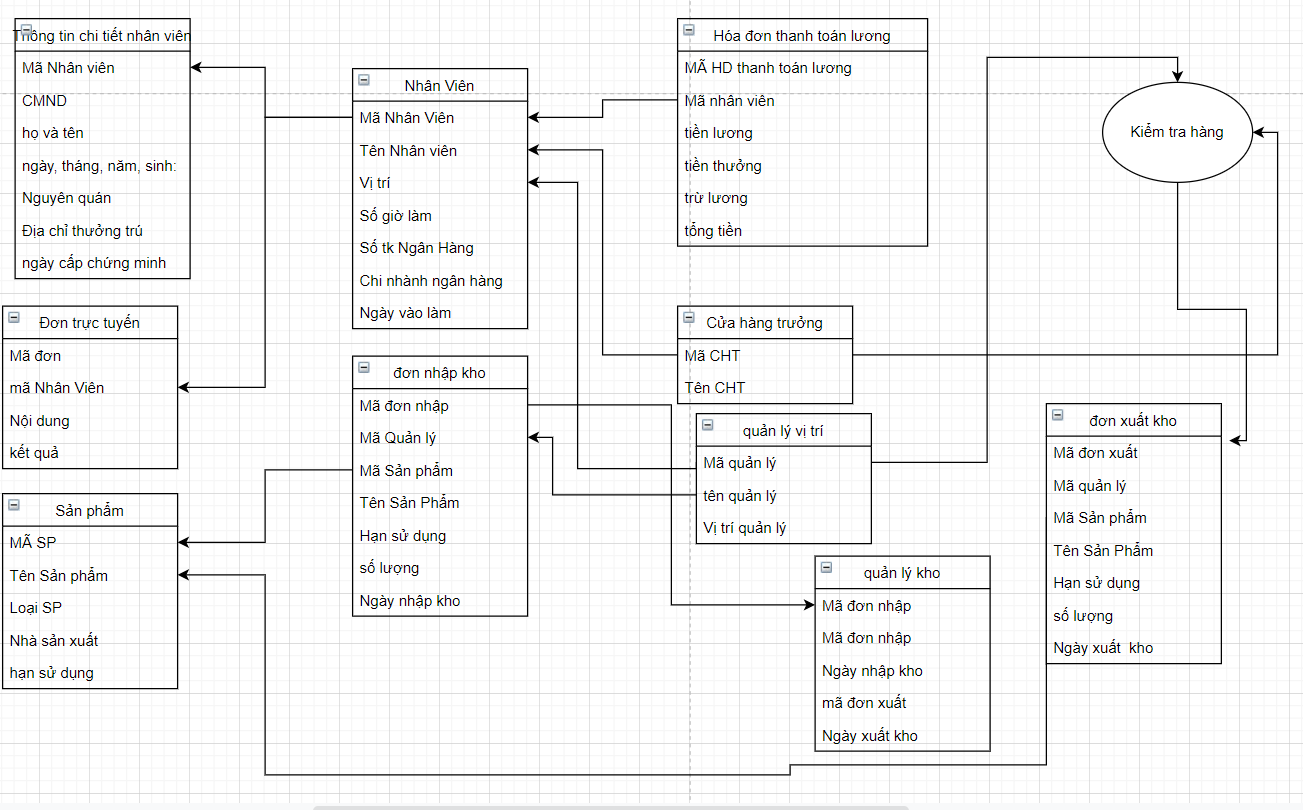 Thông tin chi tiết nhân viên
Mã Nhân viên
CMND
họ và tên
ngày, tháng, năm, sinh:
Nguyên quán
Địa chỉ thưởng trú
ngày cấp chứng minh
Nhân Viên
Mã Nhân Viên
Tên Nhân viên
Vị trí
Số giờ làm
Số tk Ngân Hàng
Chi nhành ngân hàng
Ngày vào làm
Hóa đơn thanh toán lương
MÃ HD thanh toán lương
Mã nhân viên
tiền lương
tiền thưởng
trừ lương
tổng tiền
Kiểm tra hàng
Đơn trực tuyến
Mã đơn
mã Nhân Viên
Nội dung
kết quả
đơn nhập kho
Mã đơn nhập
Mã Quản lý
Mã Sản phẩm
Tên Sản Phẩm
Hạn sử dụng
số lượng
Ngày nhập kho
Cửa hàng trưởng
Mã CHT
Tên CHT
quản lý vị trí
Mã quản lý
tên quản lý
Vị trí quản lý
đơn xuất kho
Mã đơn xuất
Mã quản lý
Mã Sản phẩm
Tên Sản Phẩm
Hạn sử dụng
số lượng
Ngày xuất  kho
Sản phẩm
MÃ SP
Tên Sản phẩm
Loại SP
Nhà sản xuất
hạn sử dụng
quản lý kho
Mã đơn nhập
Mã đơn nhập
Ngày nhập kho
mã đơn xuất
Ngày xuất kho